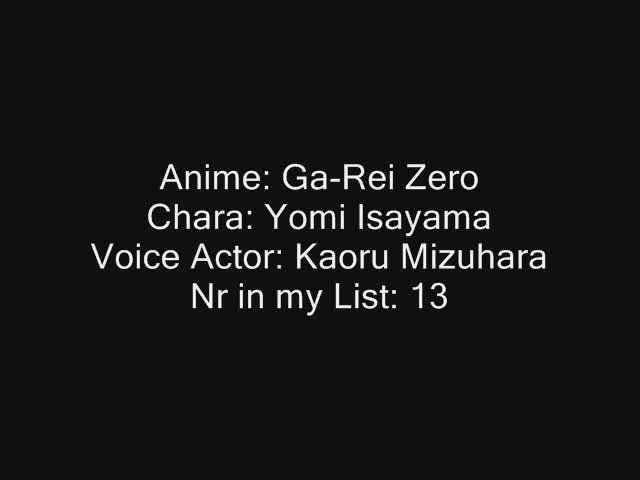 Anime: Ga-Rei Zero
Chara: Yomi Isayama
Voice Actor: Kaoru Mizuhara
Nr in my List: 13